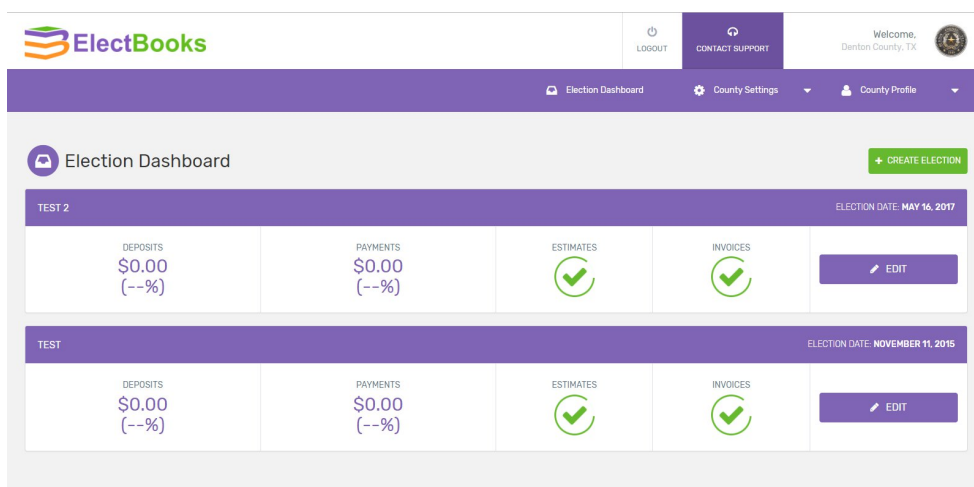 ElectBooks
LOGOUT
CONTACT SUPPORT
Welcome,
Denton County, TX
Election Dashboard
County Settings
County Profile
Election Dashboard
+ CREATE ELECTION
TEST 2
ELECTION DATE: MAY 16, 2017
DEPOSITS
$0.00
(--%)
PAYMENTS
$0.00
(--%)
ESTIMATES
INVOICES
EDIT
TEST
ELECTION DATE: NOVEMBER 11, 2015
DEPOSITS
$0.00
(--%)
PAYMENTS
$0.00
(--%)
ESTIMATES
INVOICES
EDIT